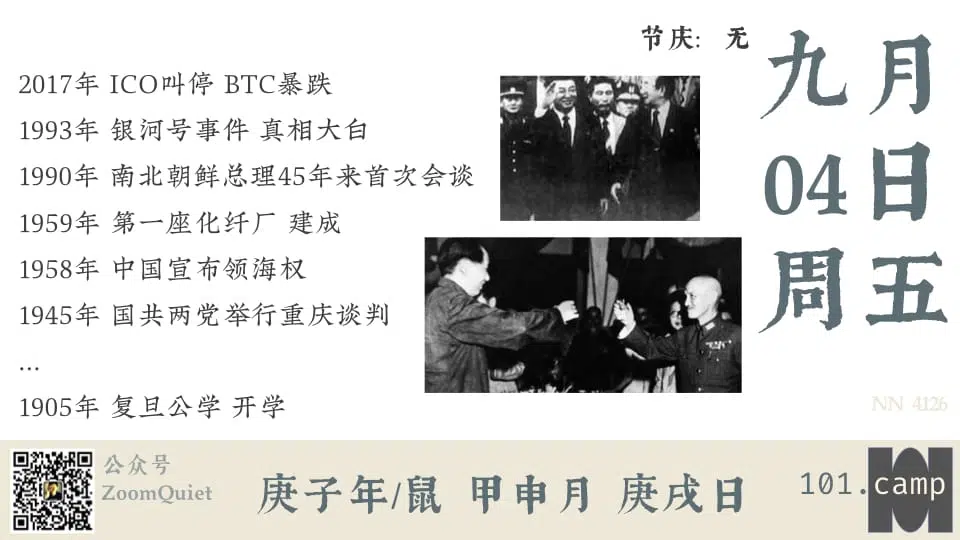 节庆： 无
九月
04日
周五
2017年 ICO叫停 BTC暴跌
1993年 银河号事件 真相大白
1990年 南北朝鲜总理45年来首次会谈
1959年 第一座化纤厂 建成
1958年 中国宣布领海权
1945年 国共两党举行重庆谈判
...
1905年 复旦公学 开学
NN 4126
公众号
ZoomQuiet
庚子年/鼠 甲申月 庚戌日
101.camp